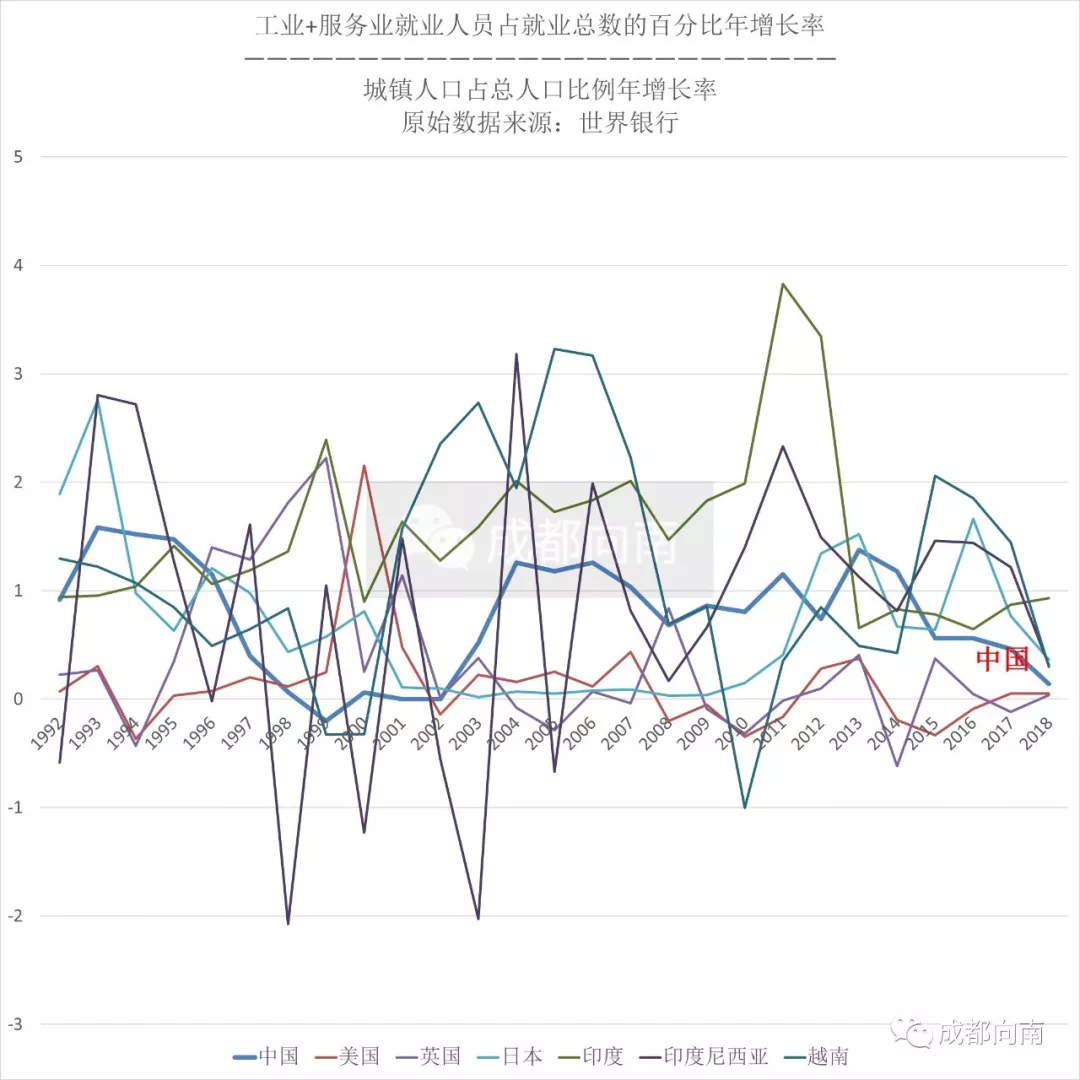 工业+服务业就业人员占就业总数的百分比年增长率
——————————————————————————
城镇人口占总人口比例年增长率
原始数据来源：世界银行
5
4
3
2
成都向南
1
中国
0
1992 1993 1994 1995 1996 1997 1998 1999 2000 2001 2002 2003 2004 2005 2006 2007 2008 2009 2010 2011 2012 2013 2014 2015 2016 2017 2018
-1
-2
-3
成都向南
中国 美国 英国 日本 印度 印度尼西亚 越南